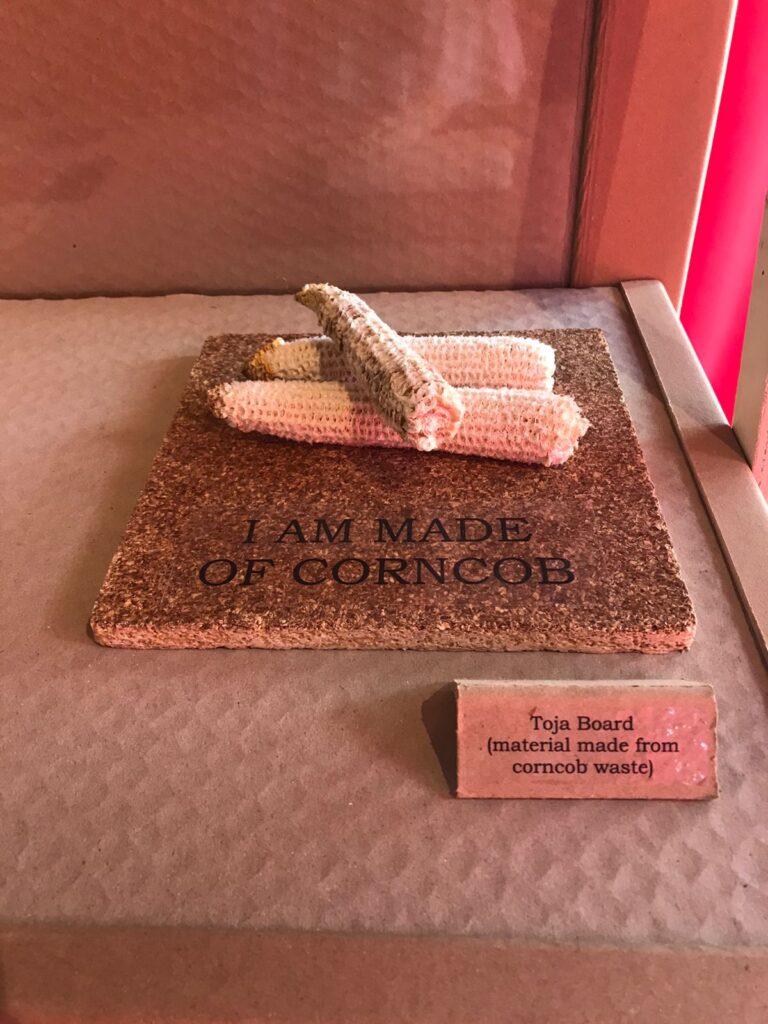 I AM MADE
OF CORNCOB
Toja Board
(material made from
corncob waste)